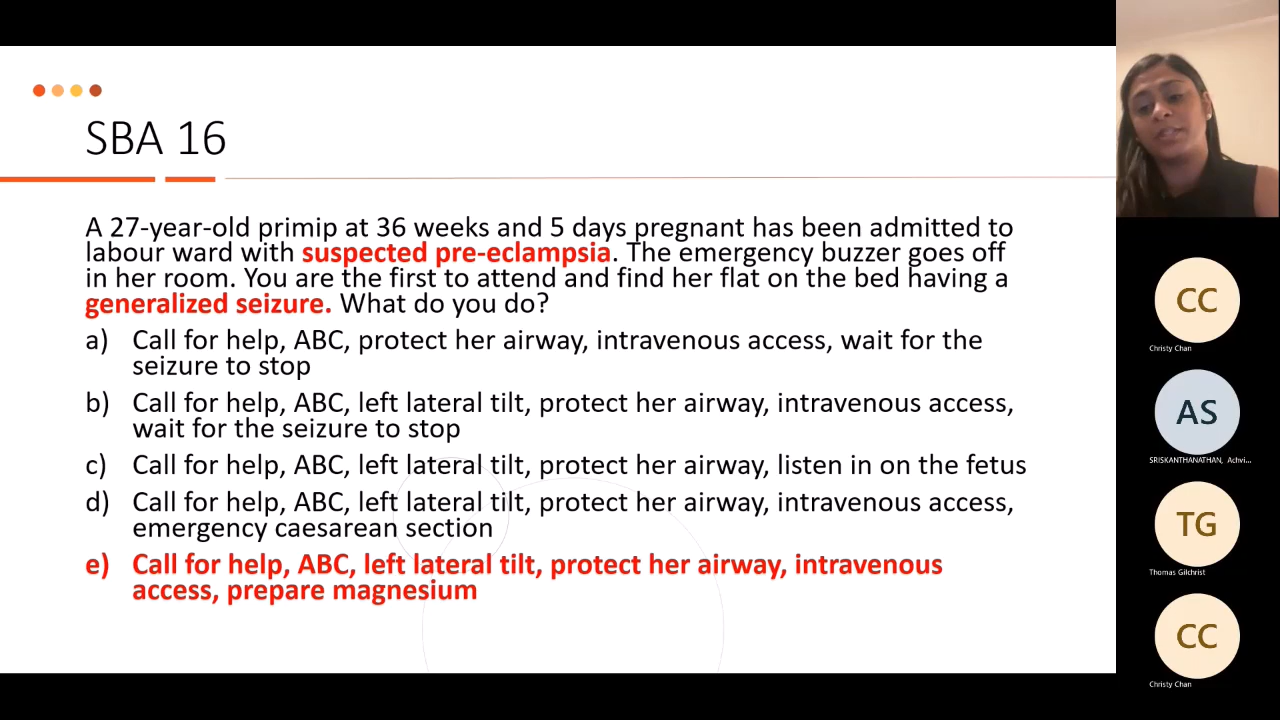 SBA 16
A 27-year-old primip at 36 weeks and 5 days pregnant has been admitted to
labour ward with suspected pre-eclampsia. The emergency buzzer goes off
in her room. You are the first to attend and find her flat on the bed having a
generalized seizure. What do you do?
a) Call for help, ABC, protect her airway, intravenous access, wait for the
seizure to stop
b) Call for help, ABC, left lateral tilt, protect her airway, intravenous access,
wait for the seizure to stop
c) Call for help, ABC, left lateral tilt, protect her airway, listen in on the fetus
d) Call for help, ABC, left lateral tilt, protect her airway, intravenous access,
emergency caesarean section
e) Call for help, ABC, left lateral tilt, protect her airway, intravenous
access, prepare magnesium
CC
Christy Chan
AS
SRISKANTHANATHAN, Achvi...
TG
Thomas Gilchrist
CC
Christy Chan